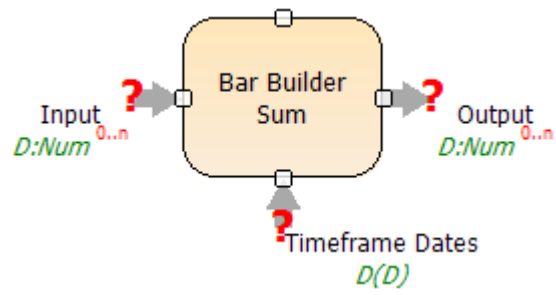 Bar Builder
Sum
? ?
Input Output
D:Num 0..n D:Num 0..n
?
Timeframe Dates
D(D)